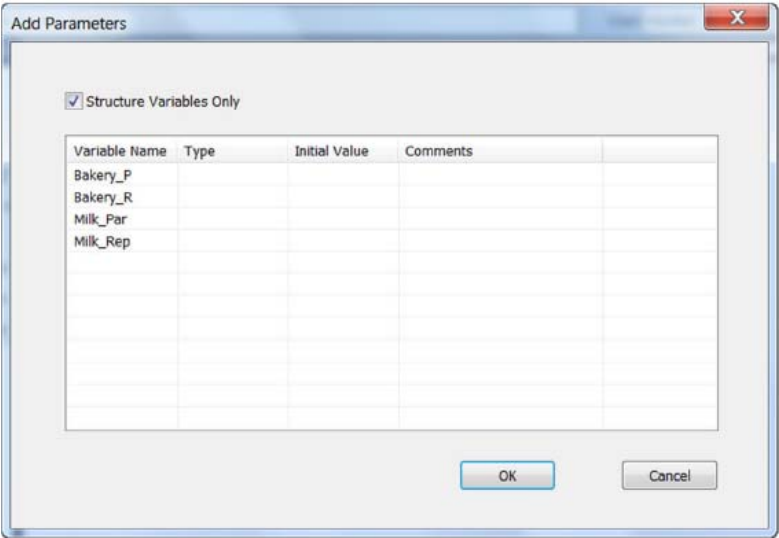 Add Parameters
Structure Variables Only
Variable Name Type Initial Value Comments
Bakery_P
Bakery_R
Milk_Par
Milk_Rep
OK Cancel